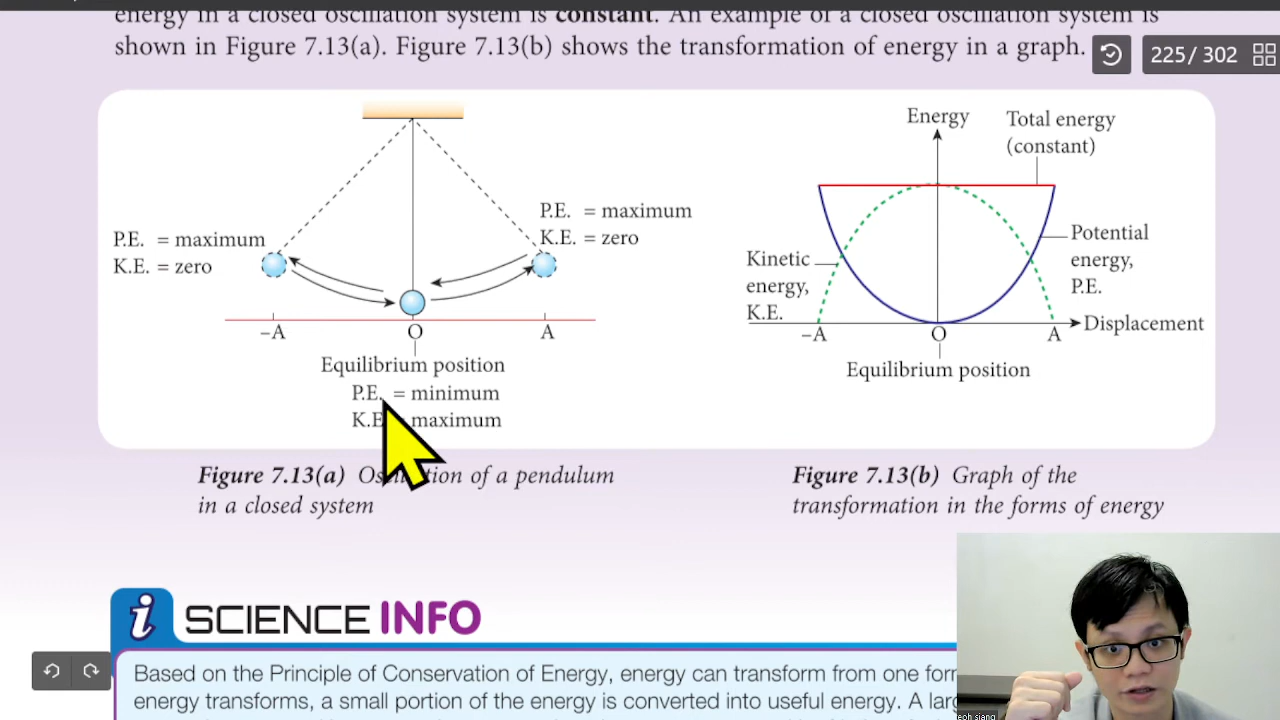 energy in a closed oscillation system is constant. An example of a closed oscillation system is
shown in Figure 7.13(a). Figure 7.13(b) shows the transformation of energy in a graph.
225/ 302
P.E. = maximum
K.E. = zero
P.E. = maximum
K.E. = zero
–A
O
A
Equilibrium position
P.E. = minimum
K.E. maximum
Figure 7.13(a) Os tion of a pendulum
in a closed system
Energy
Total energy
(constant)
Kinetic
energy,
K.E.
Potential
energy,
P.E.
Displacement
–A
O
A
Equilibrium position
Figure 7.13(b) Graph of the
transformation in the forms of energy
i SCIENCE INFO
Based on the Principle of Conservation of Energy, energy can transform from one
energy transforms, a small portion of the energy is converted into useful energy. A